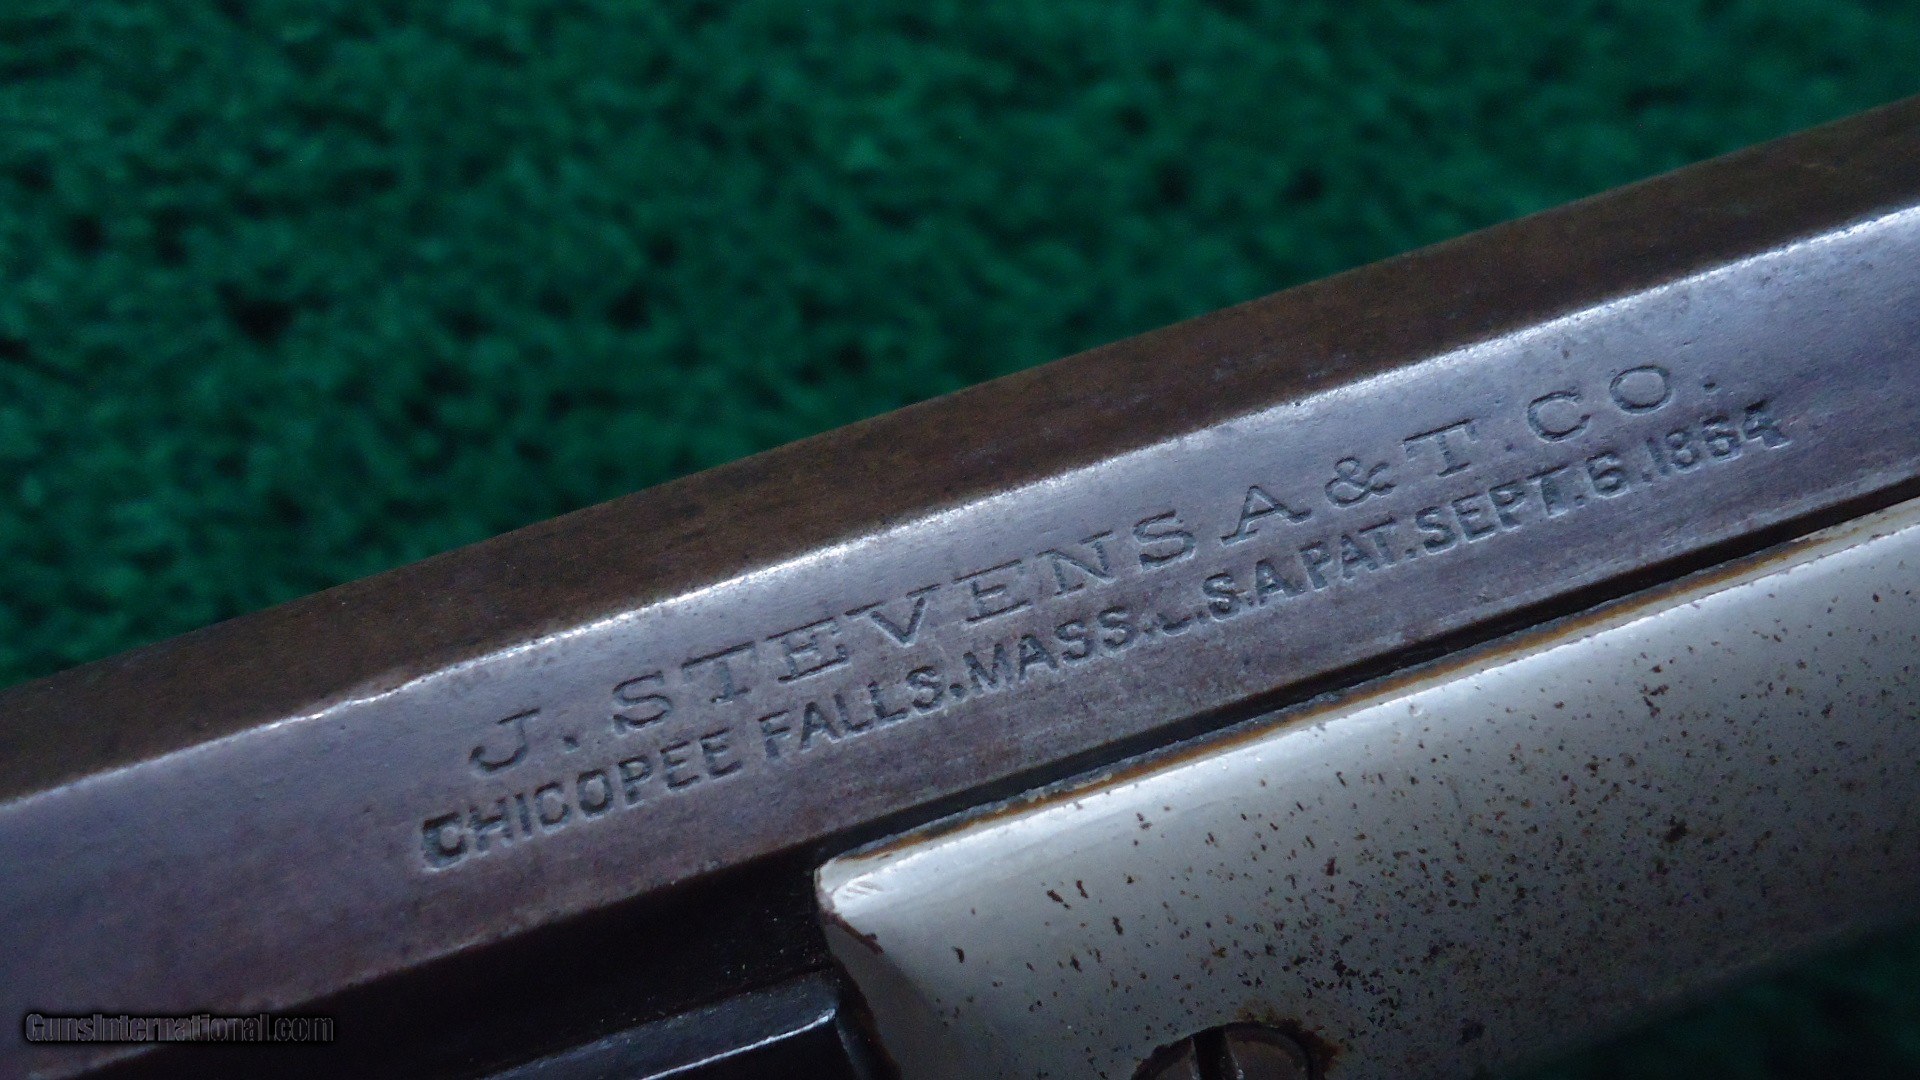 J. STEVENS A & T CO.
CHICOPEE FALLS. MASS. U.S.A. PAT. SEPT. 6. 1864
GunsInternational.com